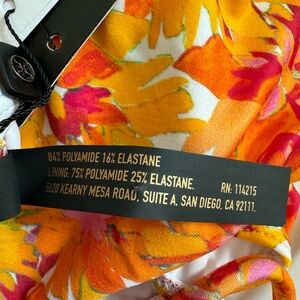 84% POLYAMIDE 16% ELASTANE
LINING: 75% POLYAMIDE 25% ELASTANE.
RN: 114215
5620 KEARNY MESA ROAD, SUITE A, SAN DIEGO, CA 92111.